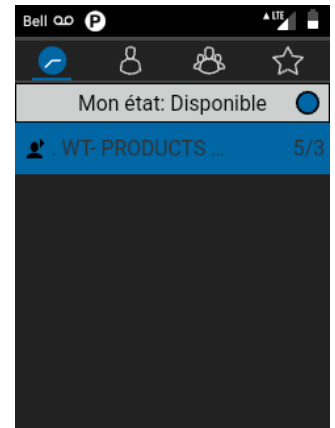 Bell P LTE
Mon état: Disponible
. WT- PRODUCTS ... 5/3